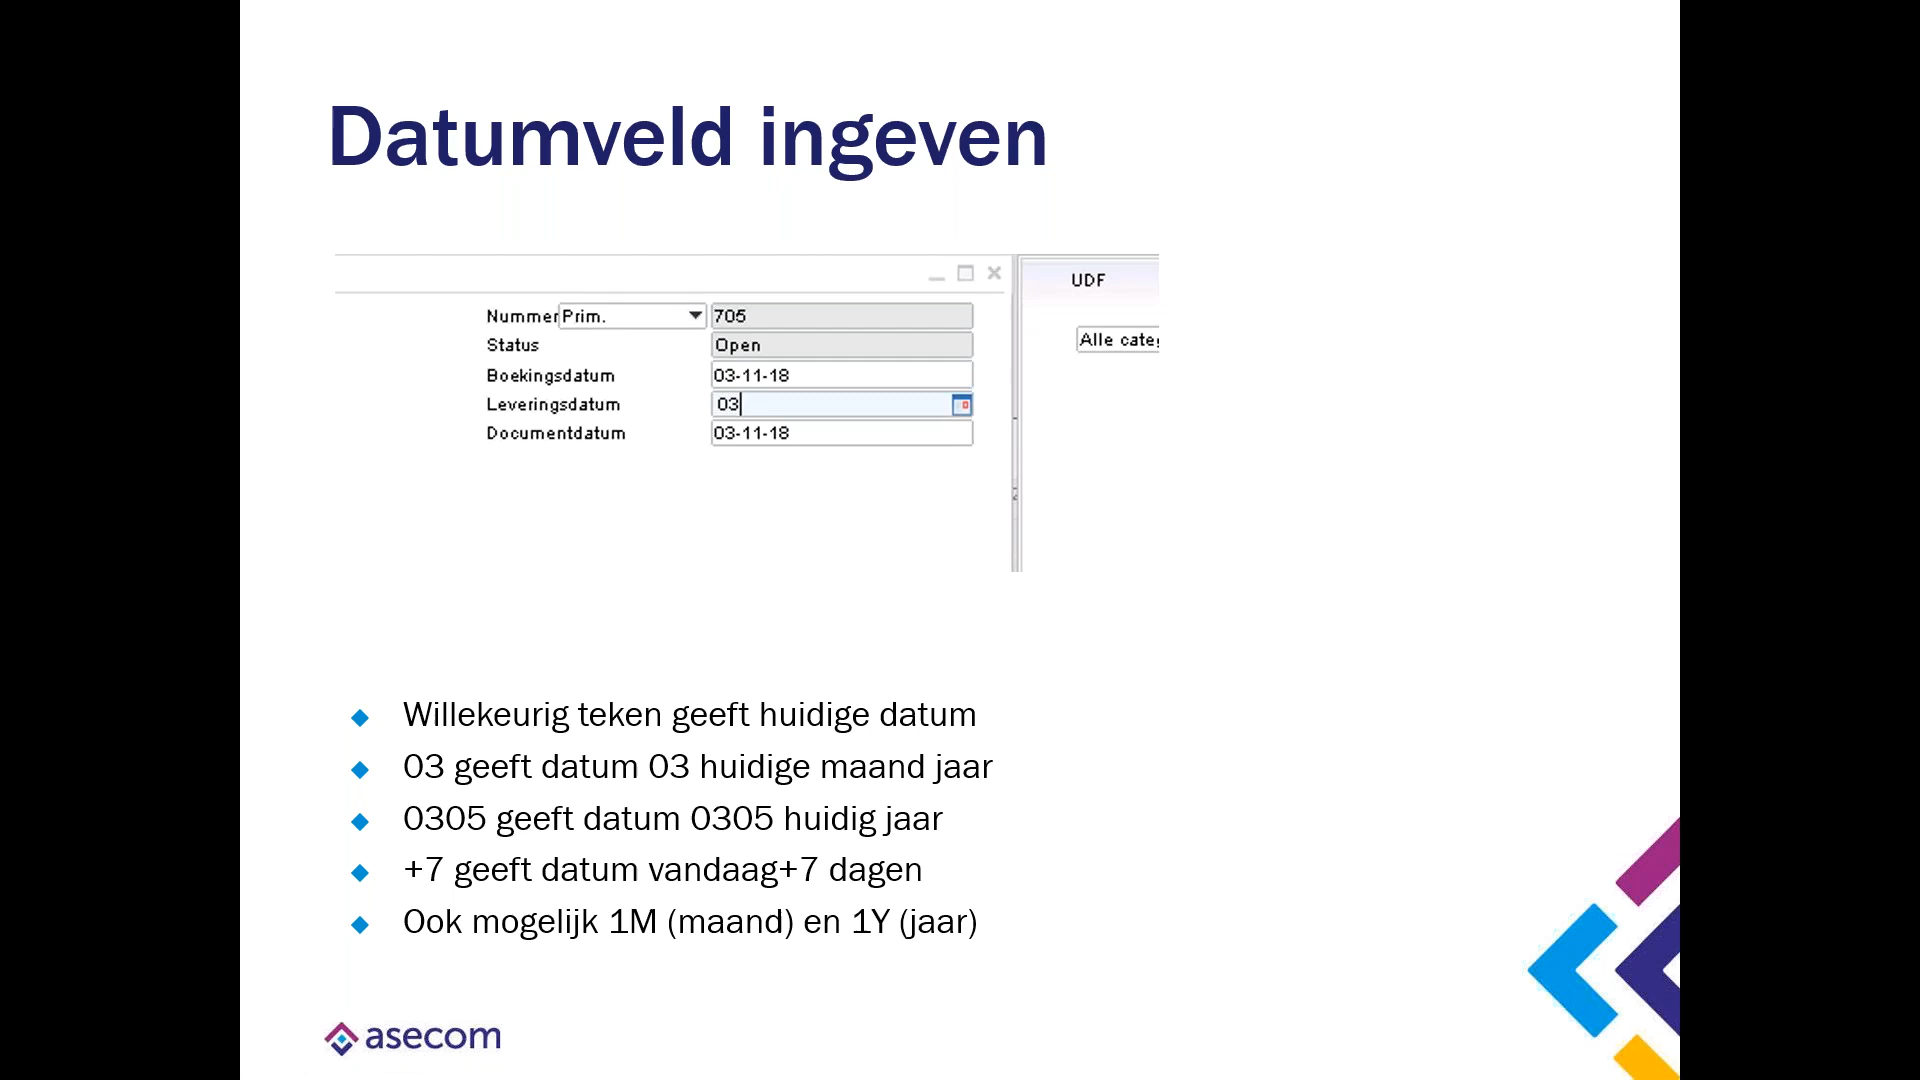 Datumveld ingeven
UDF
Nummer Prim. 705
Alle
Status Open
Boekingsdatum 03-11-18
Leveringsdatum 03
Documentdatum 03-11-18
Willekeurig teken geeft huidige datum
03 geeft datum 03 huidige maand jaar
0305 geeft datum 0305 huidig jaar
+7 geeft datum vandaag+7 dagen
Ook mogelijk 1M (maand) en 1Y (jaar)
asecom